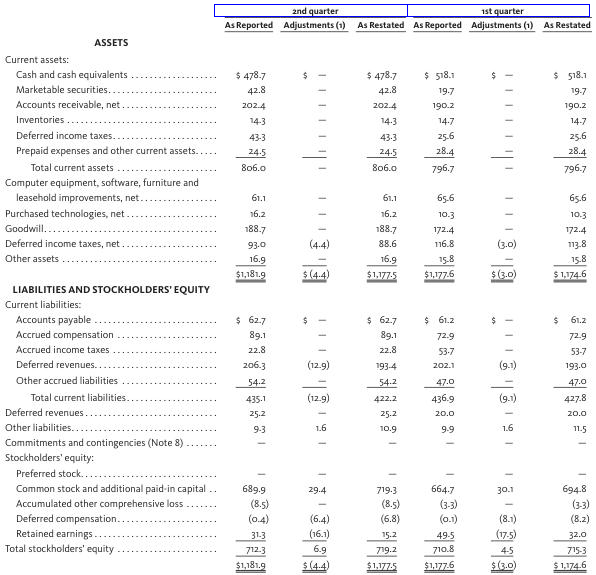 2nd quarter 1st quarter
As Reported Adjustments (1) As Restated As Reported Adjustments (1) As Restated
ASSETS
Current assets:
Cash and cash equivalents ................... $ 478.7 $ — $ 478.7 $ 518.1 $ — $ 518.1
Marketable securities....................... 42.8 — 42.8 19.7 — 19.7
Accounts receivable, net .................... 202.4 — 202.4 190.2 — 190.2
Inventories ................................ 14.3 — 14.3 14.7 — 14.7
Deferred income taxes...................... 43.3 — 43.3 25.6 — 25.6
Prepaid expenses and other current assets..... 24.5 — 24.5 28.4 — 28.4
Total current assets ..................... 806.0 — 806.0 796.7 — 796.7
Computer equipment, software, furniture and
leasehold improvements, net ................ 61.1 — 61.1 65.6 — 65.6
Purchased technologies, net ................... 16.2 — 16.2 10.3 — 10.3
Goodwill.................................... 188.7 — 188.7 172.4 — 172.4
Deferred income taxes, net .................... 93.0 (4.4) 88.6 116.8 (3.0) 113.8
Other assets ................................ 16.9 — 16.9 15.8 — 15.8
$1,181.9 $ (4.4) $1,177.5 $1,177.6 $ (3.0) $ 1,174.6
LIABILITIES AND STOCKHOLDERS' EQUITY
Current liabilities:
Accounts payable ........................... $ 62.7 $ — $ 62.7 $ 61.2 $ — $ 61.2
Accrued compensation ...................... 89.1 — 89.1 72.9 — 72.9
Accrued income taxes ...................... 22.8 — 22.8 53.7 — 53.7
Deferred revenues.......................... 206.3 (12.9) 193.4 202.1 (9.1) 193.0
Other accrued liabilities .................... 54.2 — 54.2 47.0 — 47.0
Total current liabilities................... 435.1 (12.9) 422.2 436.9 (9.1) 427.8
Deferred revenues............................ 25.2 — 25.2 20.0 — 20.0
Other liabilities.............................. 9.3 1.6 10.9 9.9 1.6 11.5
Commitments and contingencies (Note 8) ....... — — — — — —
Stockholders' equity:
Preferred stock............................ — — — — — —
Common stock and additional paid-in capital .. 689.9 29.4 719.3 664.7 30.1 694.8
Accumulated other comprehensive loss ....... (8.5) — (8.5) (3.3) — (3.3)
Deferred compensation ..................... (0.4) (6.4) (6.8) (0.1) (8.1) (8.2)
Retained earnings .......................... 31.3 (16.1) 15.2 49.5 (17.5) 32.0
Total stockholders' equity ..................... 712.3 6.9 719.2 710.8 4.5 715.3
$1,181.9 $ (4.4) $1,177.5 $1,177.6 $ (3.0) $ 1,174.6